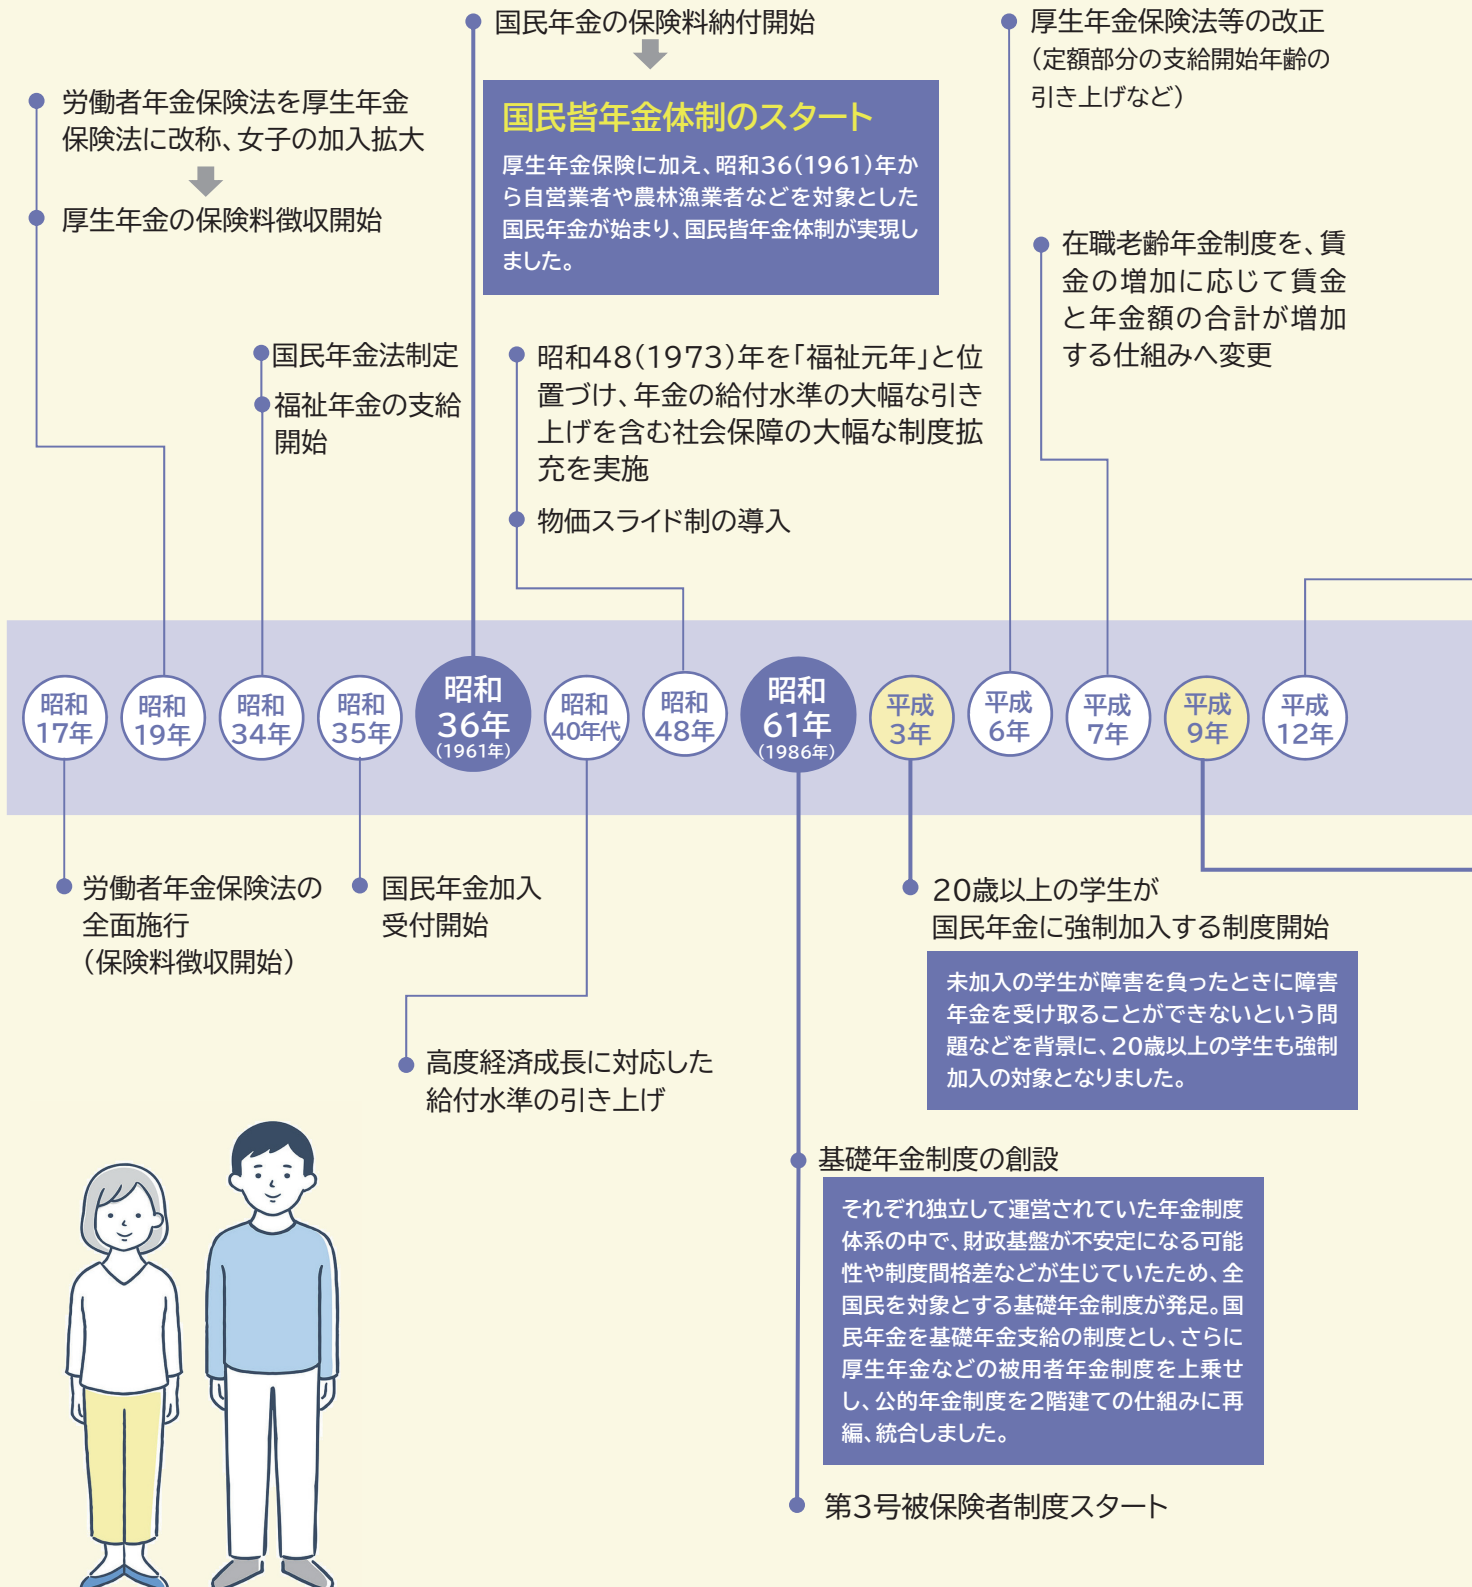 国民年金の保険料納付開始
国民皆年金体制のスタート
厚生年金保険に加え、昭和36(1961)年か
ら自営業者や農林漁業者などを対象とした
国民年金が始まり、国民皆年金体制が実現し
ました。
厚生年金保険法等の改正
(定額部分の支給開始年齢の
引き上げなど)
労働者年金保険法を厚生年金
保険法に改称、女子の加入拡大
厚生年金の保険料徴収開始
在職老齢年金制度を、賃
金の増加に応じて賃金
と年金額の合計が増加
する仕組みへ変更
国民年金法制定
福祉年金の支給
開始
昭和48(1973)年を「福祉元年」と位
置づけ、年金の給付水準の大幅な引き
上げを含む社会保障の大幅な制度拡
充を実施
物価スライド制の導入
昭和
17年
昭和
19年
昭和
34年
昭和
35年
昭和
36年
(1961年)
昭和
40年代
昭和
48年
昭和
61年
(1986年)
平成
3年
平成
6年
平成
7年
平成
9年
平成
12年
労働者年金保険法の
全面施行
(保険料徴収開始)
国民年金加入
受付開始
高度経済成長に対応した
給付水準の引き上げ
20歳以上の学生が
国民年金に強制加入する制度開始
未加入の学生が障害を負ったときに障害
年金を受け取ることができないという問
題などを背景に、20歳以上の学生も強制
加入の対象となりました。
基礎年金制度の創設
それぞれ独立して運営されていた年金制度
体系の中で、財政基盤が不安定になる可能
性や制度間格差などが生じていたため、全
国民を対象とする基礎年金制度が発足。国
民年金を基礎年金支給の制度とし、さらに
厚生年金などの被用者年金制度を上乗せ
し、公的年金制度を2階建ての仕組みに再
編、統合しました。
第3号被保険者制度スタート